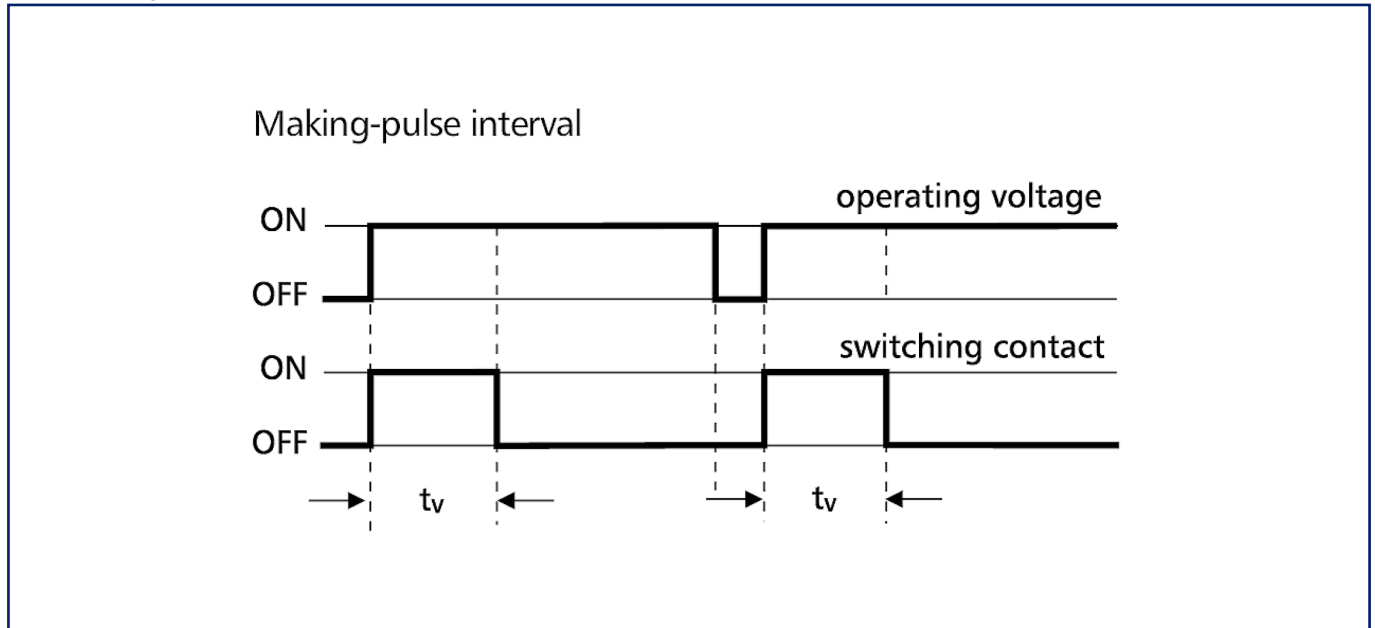 Making-pulse interval
operating voltage
ON
OFF
switching contact
ON
OFF
tv
tv